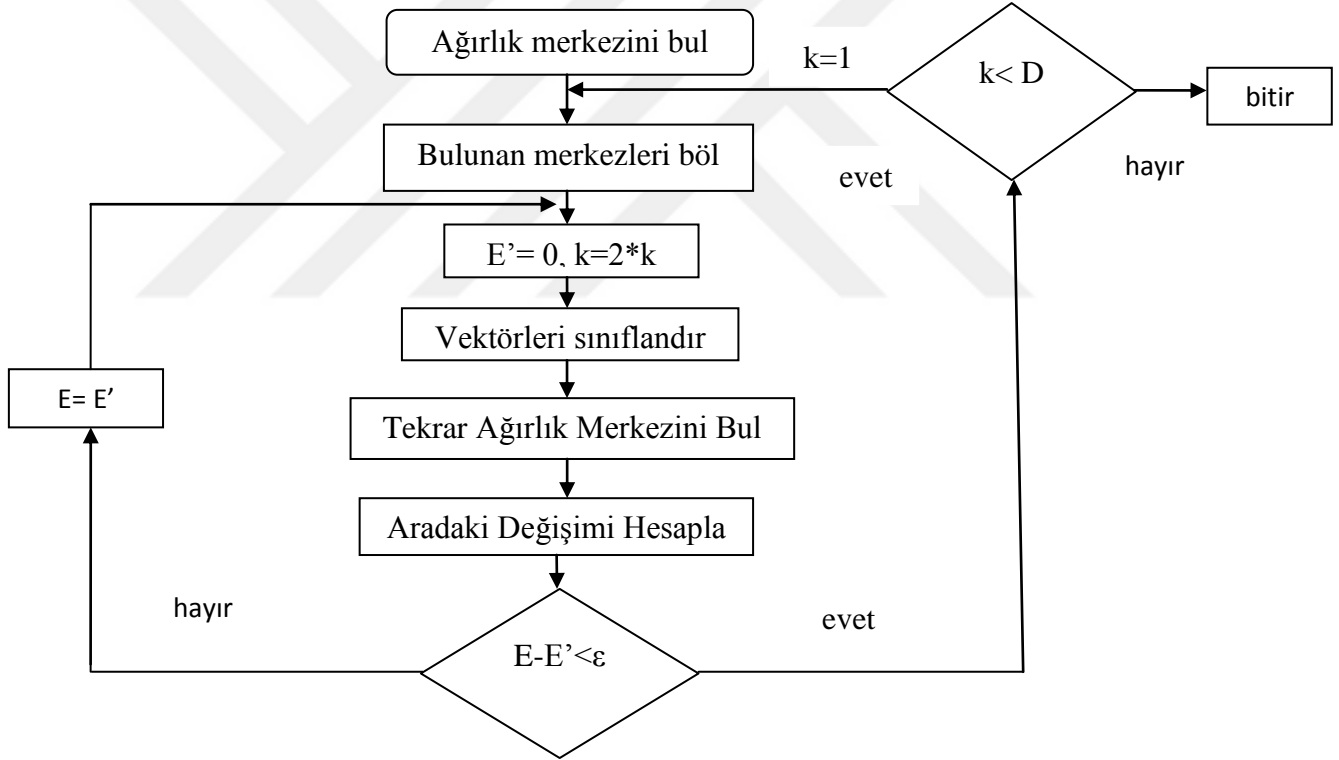 Ağırlık merkezini bul
k=1
k< D
bitir
Bulunan merkezleri böl
evet
hayır
E’= 0, k=2*k
Vektörleri sınıflandır
E= E’
Tekrar Ağırlık Merkezini Bul
Aradaki Değişimi Hesapla
hayır
evet
E-E’<ε